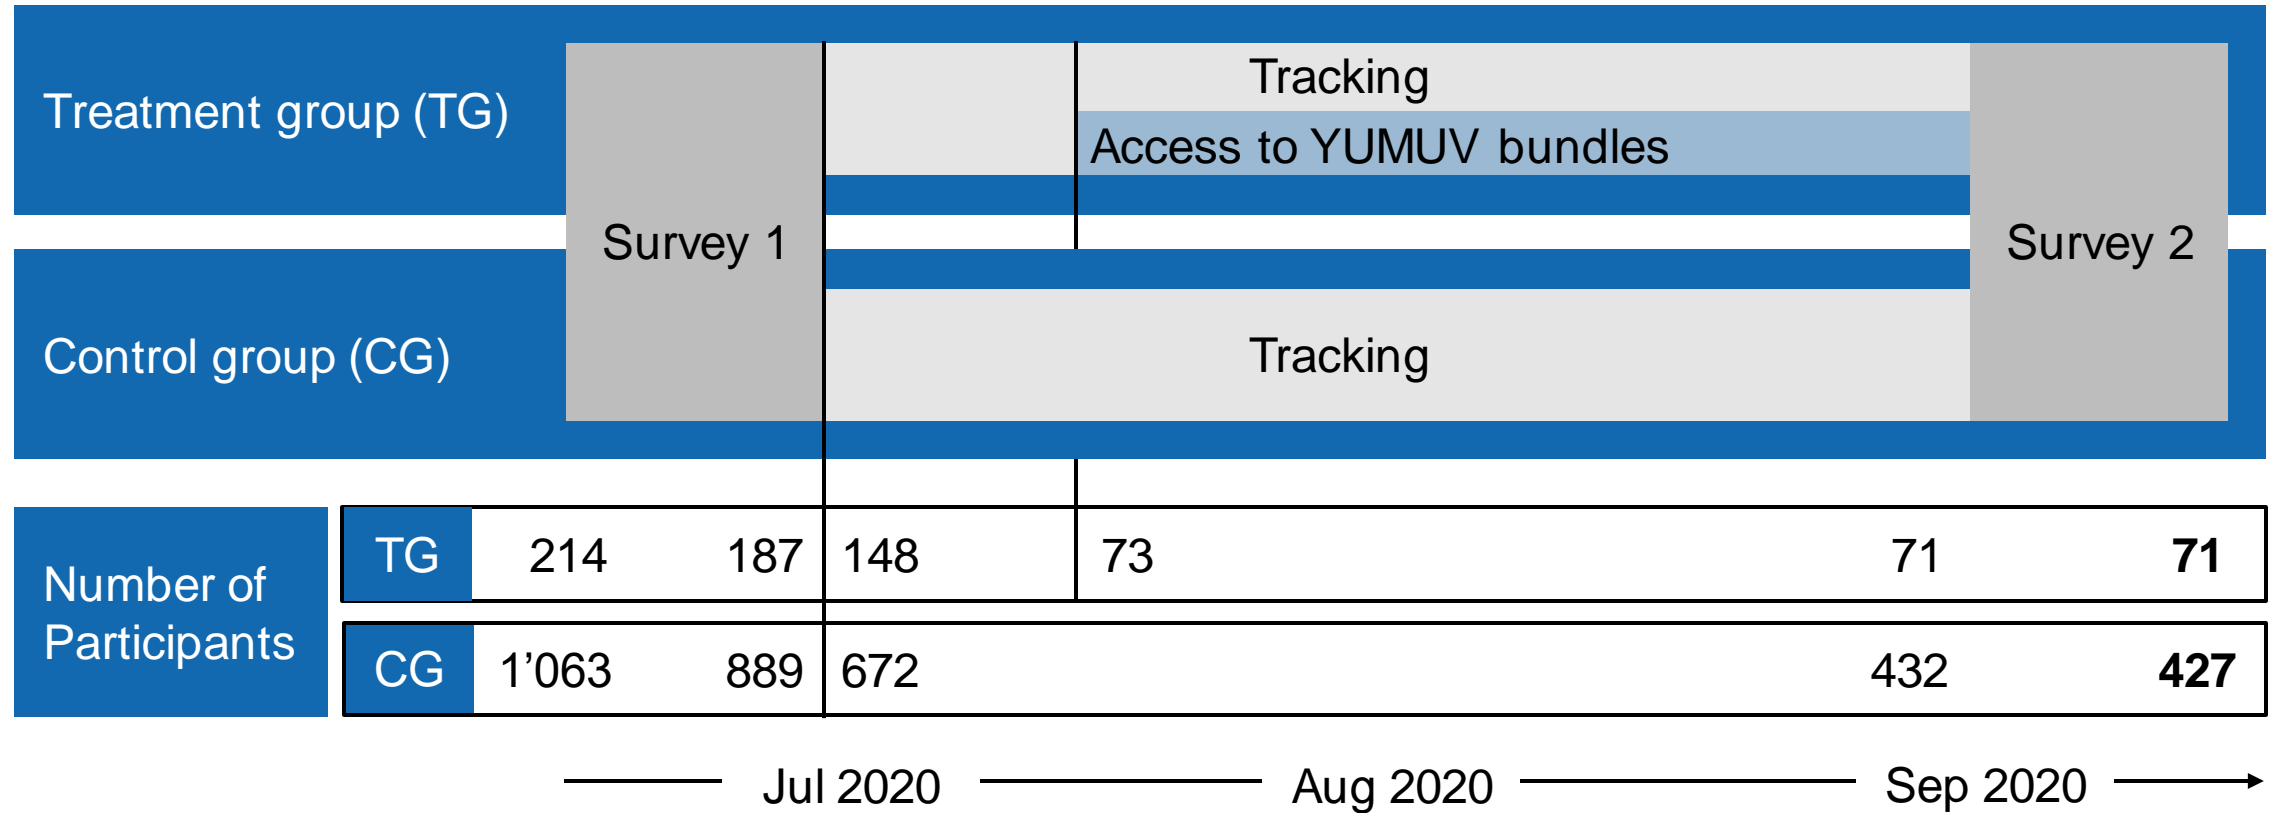 Treatment group (TG)
Tracking
Access to YUMUV bundles
Survey 1
Survey 2
Control group (CG)
Tracking
Number of
Participants
TG 214 187 148 73 71 71
CG 1’063 889 672 432 427
Jul 2020 Aug 2020 Sep 2020